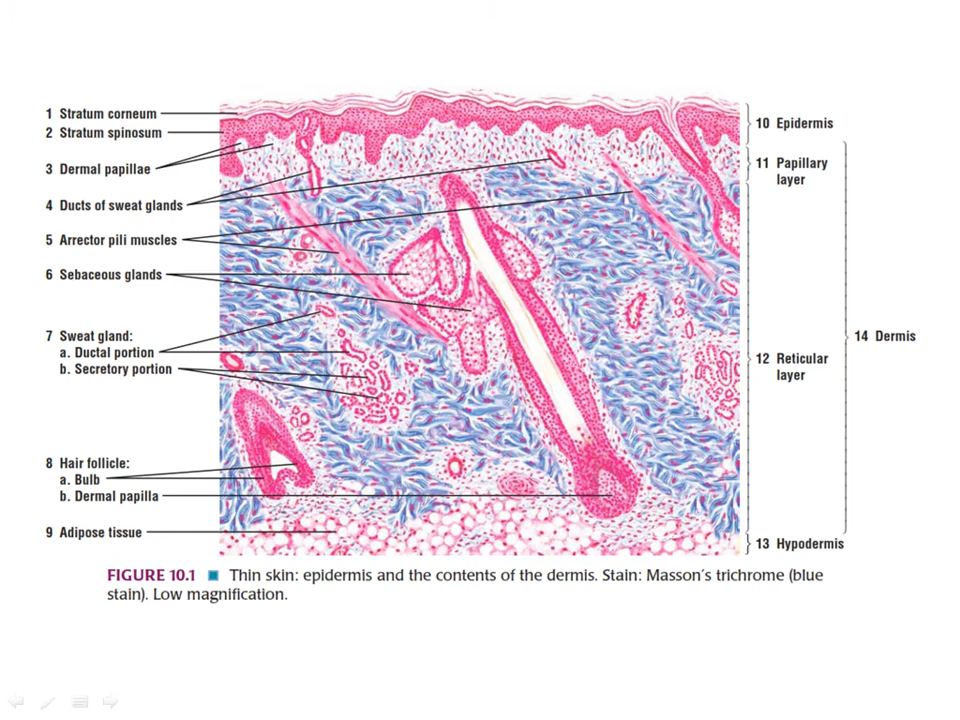 1 Stratum corneum
2 Stratum spinosum
3 Dermal papillae
4 Ducts of sweat glands
5 Arrector pili muscles
6 Sebaceous glands
7 Sweat gland:
a. Ductal portion
b. Secretory portion
8 Hair follicle:
a. Bulb
b. Dermal papilla
9 Adipose tissue
10 Epidermis
11 Papillary
layer
12 Reticular
layer
13 Hypodermis
14 Dermis
FIGURE 10.1 ■ Thin skin: epidermis and the contents of the dermis. Stain: Masson´s trichrome (blue
stain). Low magnification.